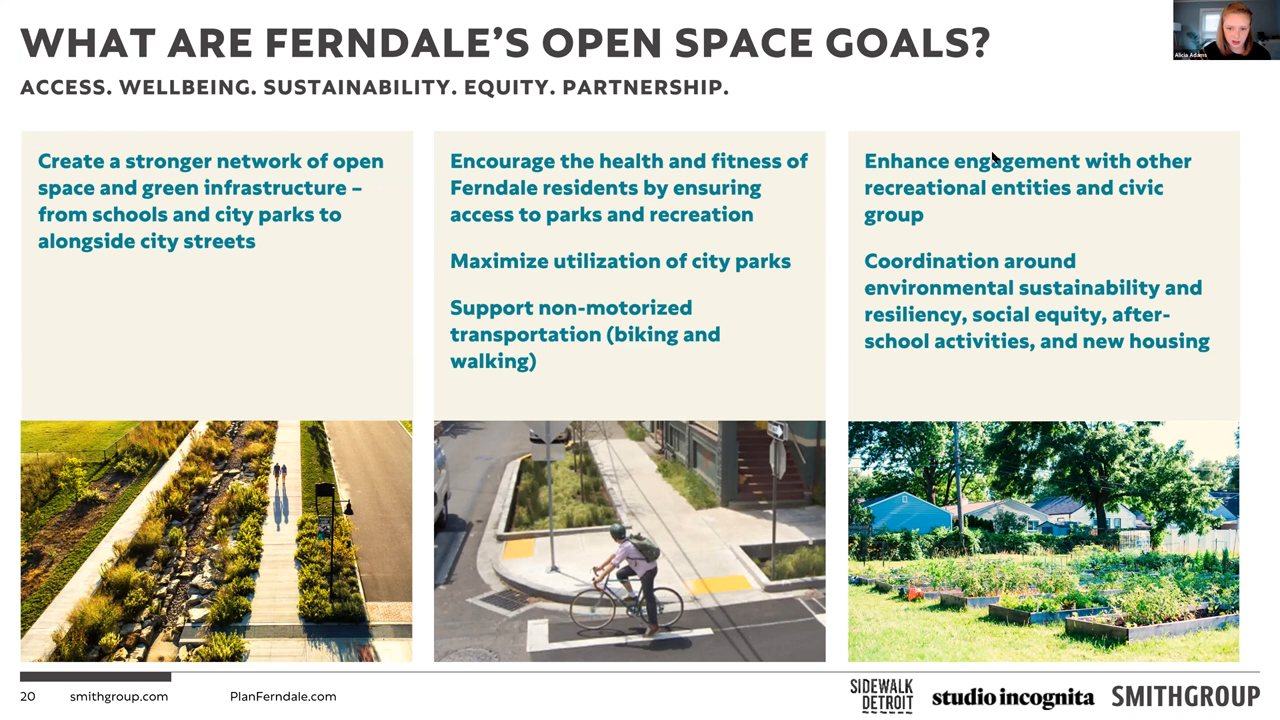 WHAT ARE FERNDALE’S OPEN SPACE GOALS?
ACCESS. WELLBEING. SUSTAINABILITY. EQUITY. PARTNERSHIP.
Create a stronger network of open
space and green infrastructure –
from schools and city parks to
alongside city streets
Encourage the health and fitness of
Ferndale residents by ensuring
access to parks and recreation
Maximize utilization of city parks
Support non-motorized
transportation (biking and
walking)
Enhance engagement with other
recreational entities and civic
group
Coordination around
environmental sustainability and
resiliency, social equity, after-
school activities, and new housing
Alicia Adams
20
smithgroup.com
PlanFerndale.com
SIDEWALK
DETROIT
studio incognita
SMITHGROUP